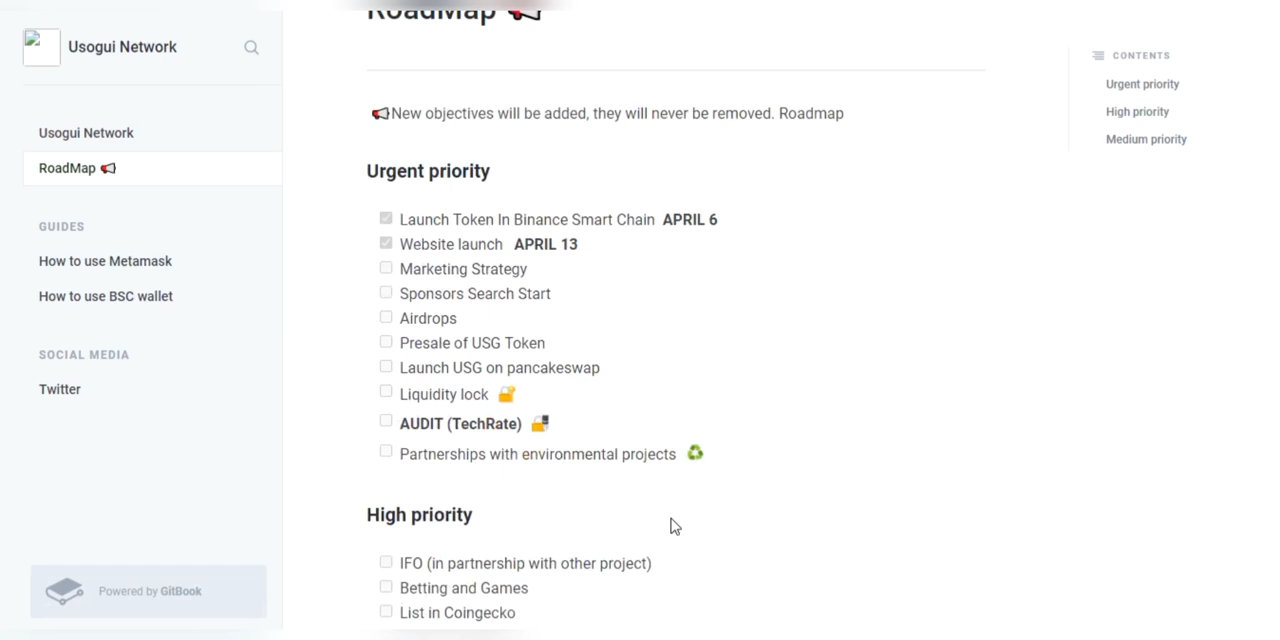 RoadMap
Usogui Network
CONTENTS
Urgent priority
High priority
Medium priority
Usogui Network
RoadMap
GUIDES
How to use Metamask
How to use BSC wallet
SOCIAL MEDIA
Twitter
Powered by GitBook
New objectives will be added, they will never be removed. Roadmap
Urgent priority
Launch Token In Binance Smart Chain APRIL 6
Website launch APRIL 13
Marketing Strategy
Sponsors Search Start
Airdrops
Presale of USG Token
Launch USG on pancakeswap
Liquidity lock
AUDIT (TechRate)
Partnerships with environmental projects
High priority
IFO (in partnership with other project)
Betting and Games
List in Coingecko